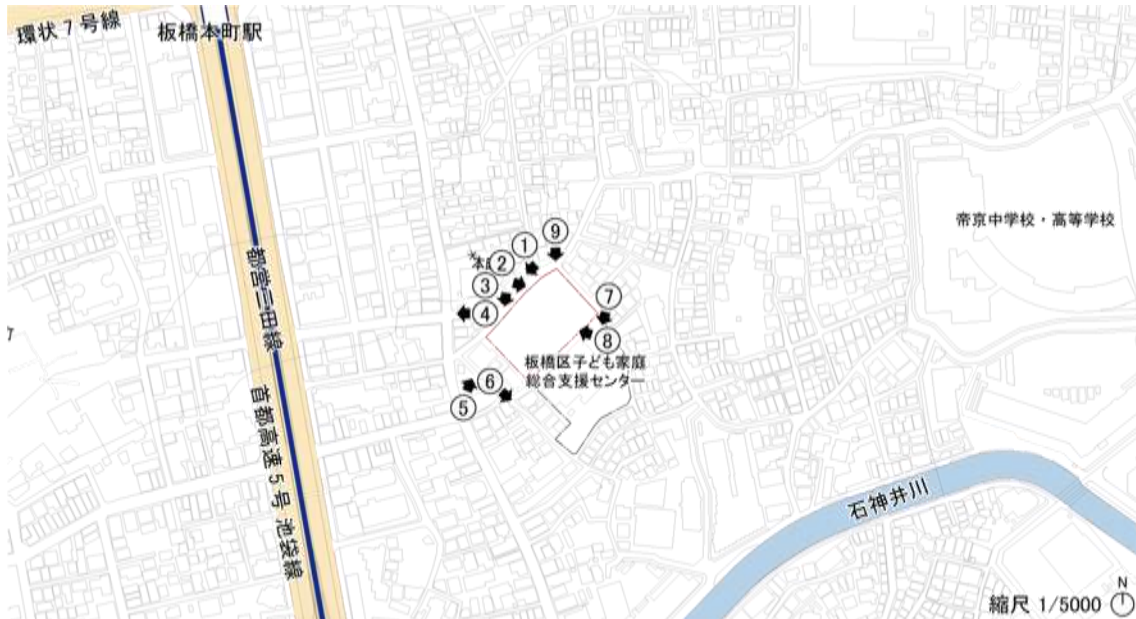 環状7号線
板橋本町駅
帝京中学校・高等学校
⑨
①
②
③
④
⑦
⑧
都営三田線
板橋区子ども家庭
総合支援センター
⑥
⑤
首都高速5号 池袋線
石神井川
N
縮尺 1/5000